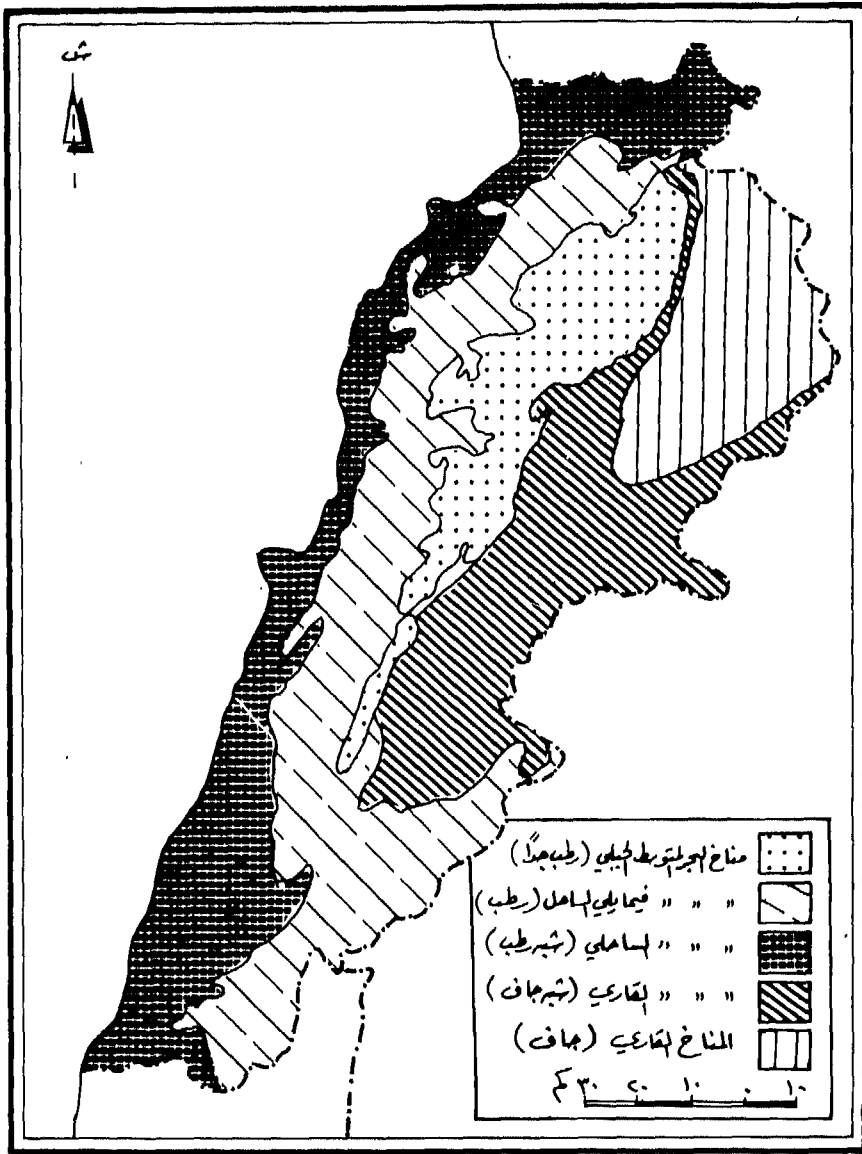 ش
مناخ البحر المتوسط الجبلي (رطب جدًا)
〃 〃 〃 فيما يلي الساحل (رطب)
〃 〃 〃 الساحلي (شبه رطب)
〃 〃 〃 القاري (شبه جاف)
المناخ القاري (جاف)
١٠ ٠ ١٠ ٢٠ ٣٠ كم